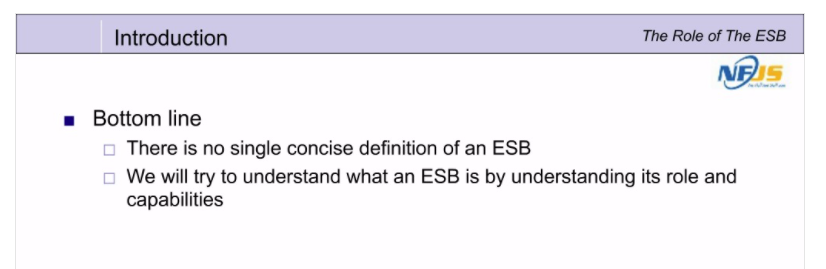 Introduction
The Role of The ESB
NFJS
Bottom line
There is no single concise definition of an ESB
We will try to understand what an ESB is by understanding its role and
capabilities